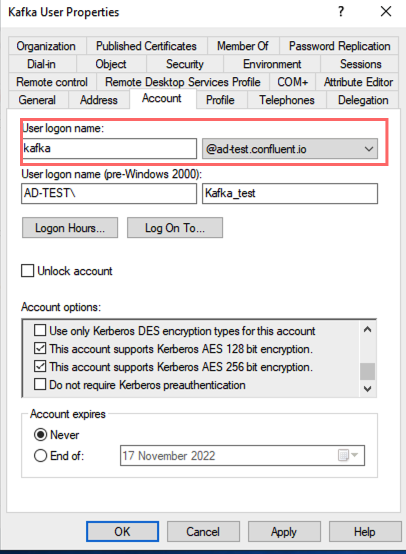 Kafka User Properties
?
Organization Published Certificates Member Of Password Replication
Dial-in Object Security Environment Sessions
Remote control Remote Desktop Services Profile COM+ Attribute Editor
General Address Account Profile Telephones Delegation
User logon name:
kafka @ad-test.confluent.io
User logon name (pre-Windows 2000):
AD-TEST\ Kafka_test
Logon Hours... Log On To...
Unlock account
Account options:
Use only Kerberos DES encryption types for this account
This account supports Kerberos AES 128 bit encryption.
This account supports Kerberos AES 256 bit encryption.
Do not require Kerberos preauthentication
Account expires
Never
End of: 17 November 2022
OK Cancel Apply Help